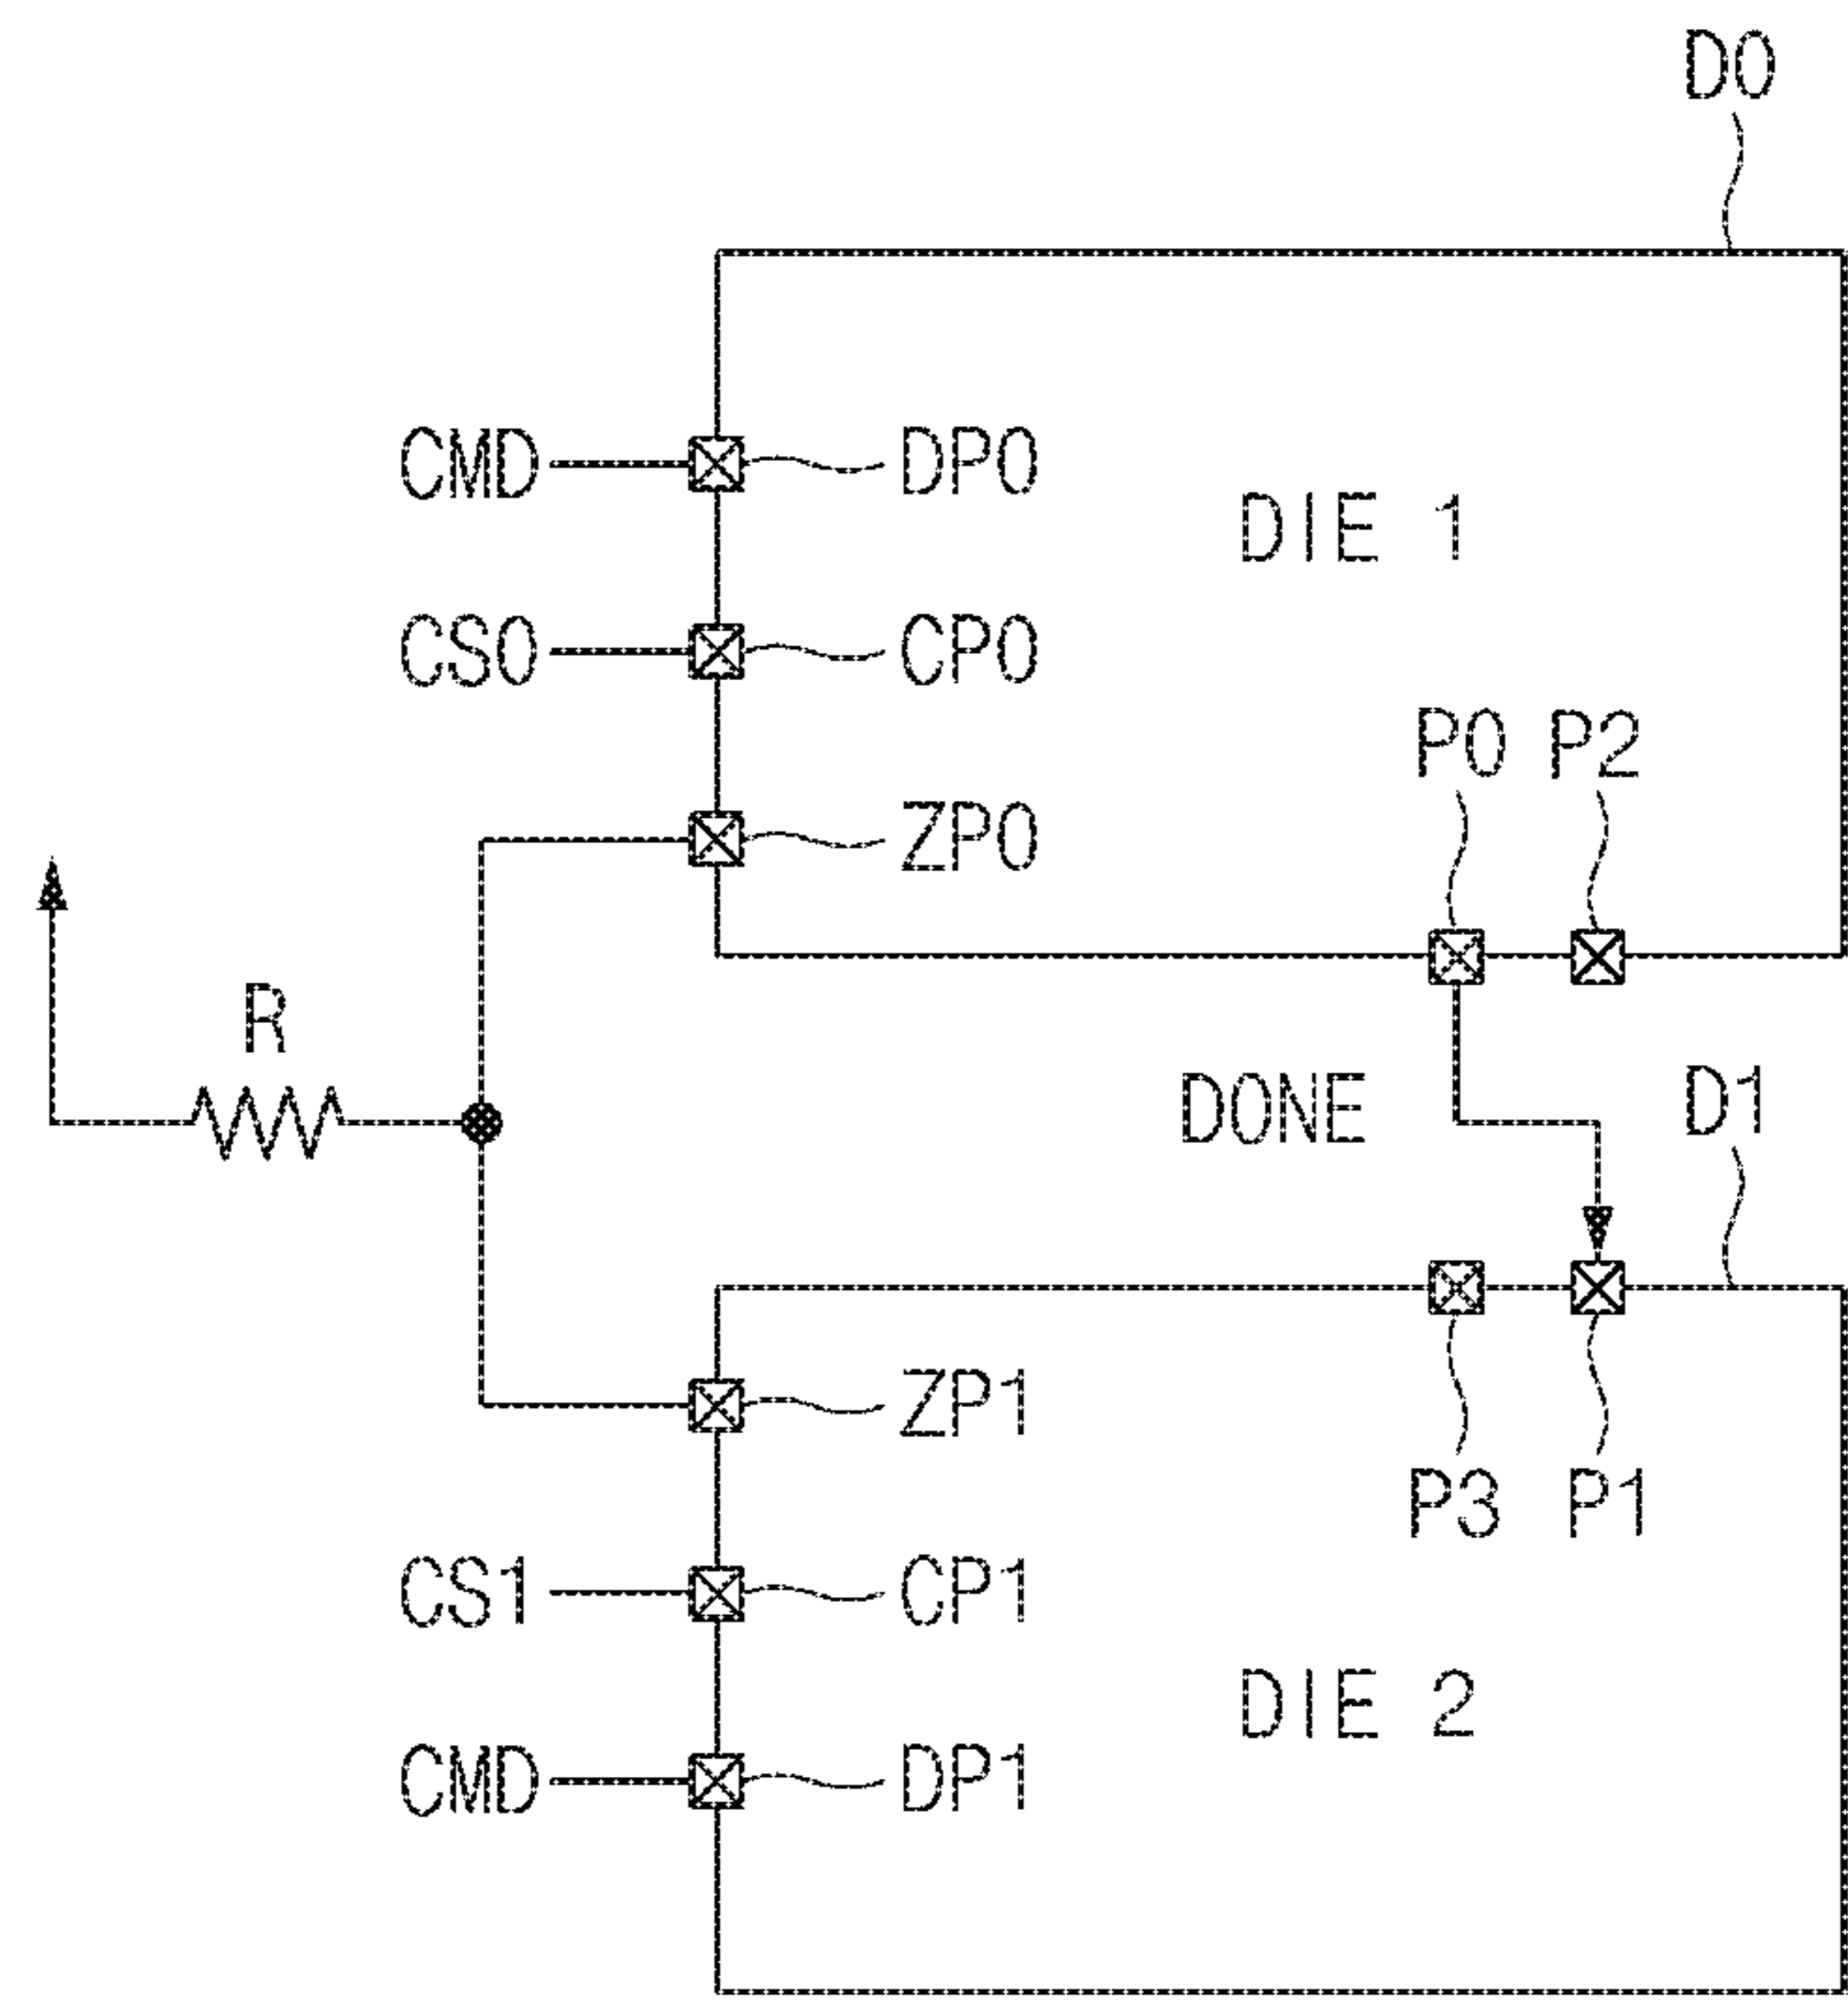 D0
CMD DP0
DIE 1
CS0 CP0
P0 P2
ZP0
R
DONE
D1
ZP1
P3 P1
CS1 CP1
DIE 2
CMD DP1